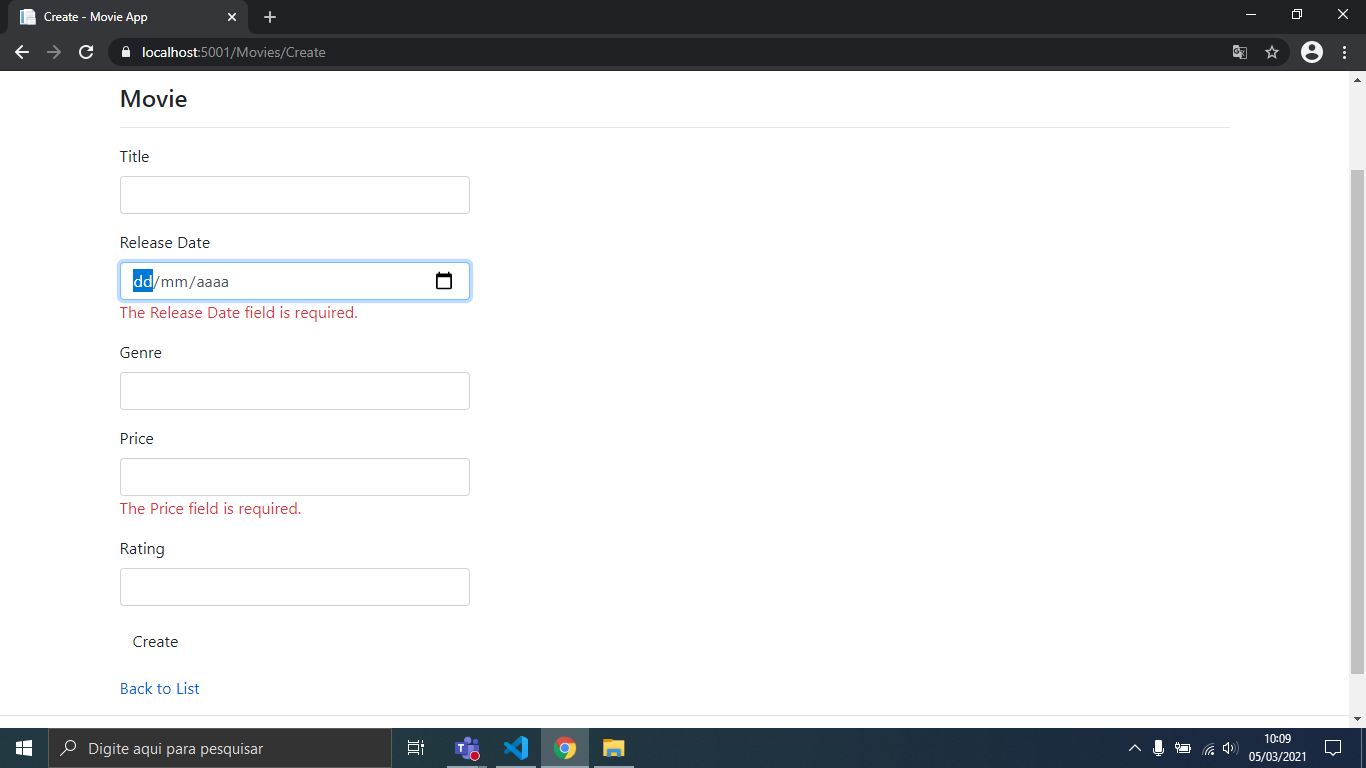 Create - Movie App
localhost:5001/Movies/Create
Movie
Title
Release Date
dd/mm/aaaa
The Release Date field is required.
Genre
Price
The Price field is required.
Rating
Create
Back to List
Digite aqui para pesquisar
10:09
05/03/2021